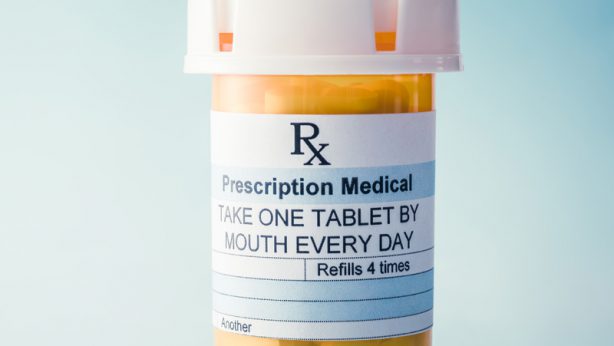 Rx
Prescription Medical
TAKE ONE TABLET BY
MOUTH EVERY DAY
Refills 4 times
Another